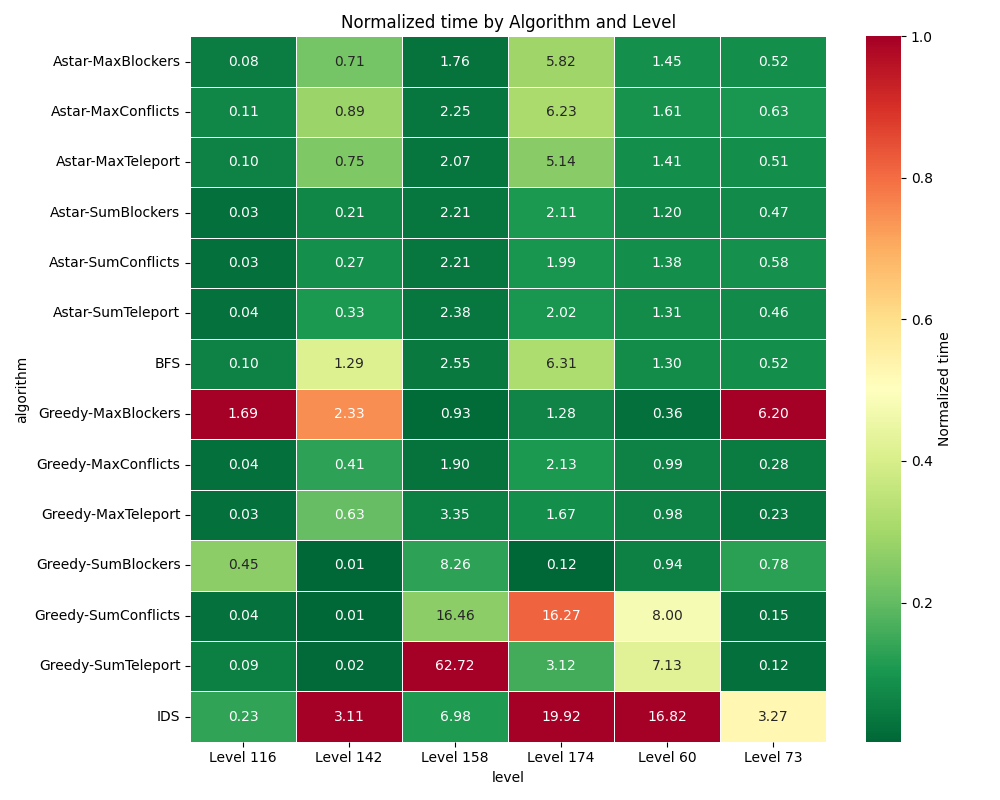 Normalized time by Algorithm and Level
algorithm
Astar-MaxBlockers 0.08 0.71 1.76 5.82 1.45 0.52
Astar-MaxConflicts 0.11 0.89 2.25 6.23 1.61 0.63
Astar-MaxTeleport 0.10 0.75 2.07 5.14 1.41 0.51
Astar-SumBlockers 0.03 0.21 2.21 2.11 1.20 0.47
Astar-SumConflicts 0.03 0.27 2.21 1.99 1.38 0.58
Astar-SumTeleport 0.04 0.33 2.38 2.02 1.31 0.46
BFS 0.10 1.29 2.55 6.31 1.30 0.52
Greedy-MaxBlockers 1.69 2.33 0.93 1.28 0.36 6.20
Greedy-MaxConflicts 0.04 0.41 1.90 2.13 0.99 0.28
Greedy-MaxTeleport 0.03 0.63 3.35 1.67 0.98 0.23
Greedy-SumBlockers 0.45 0.01 8.26 0.12 0.94 0.78
Greedy-SumConflicts 0.04 0.01 16.46 16.27 8.00 0.15
Greedy-SumTeleport 0.09 0.02 62.72 3.12 7.13 0.12
IDS 0.23 3.11 6.98 19.92 16.82 3.27
Level 116 Level 142 Level 158 Level 174 Level 60 Level 73
level
1.0
0.8
0.6
0.4
0.2
Normalized time